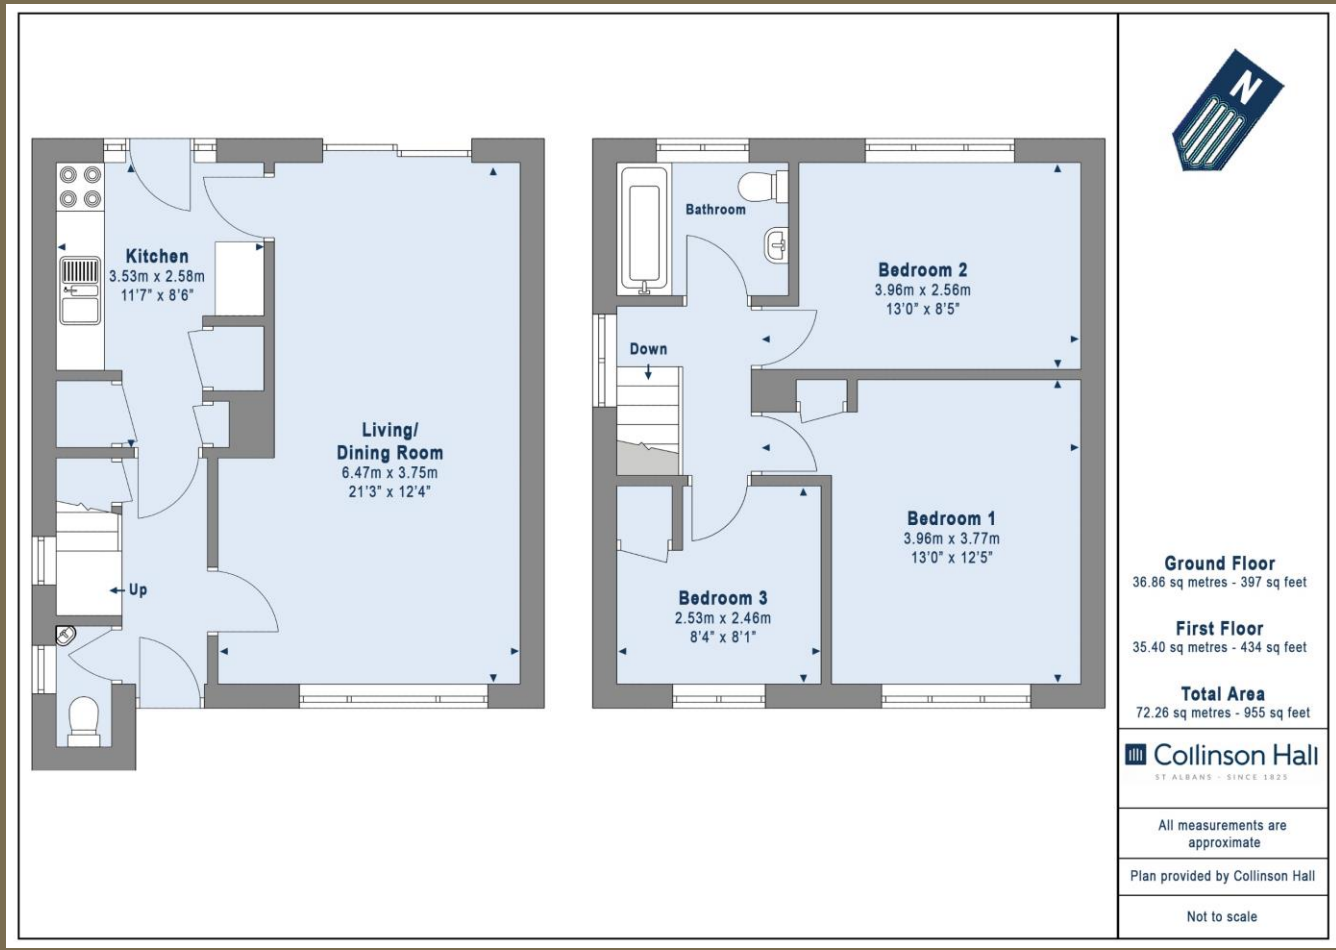 Kitchen
3.53m x 2.58m
11'7" x 8'6"
Living/
Dining Room
6.47m x 3.75m
21'3" x 12'4"
Up
Bathroom
Bedroom 2
3.96m x 2.56m
13'0" x 8'5"
Down
Bedroom 1
3.96m x 3.77m
13'0" x 12'5"
Bedroom 3
2.53m x 2.46m
8'4" x 8'1"
N
Ground Floor
36.86 sq metres - 397 sq feet
First Floor
35.40 sq metres - 434 sq feet
Total Area
72.26 sq metres - 955 sq feet
Collinson Hall
ST ALBANS - SINCE 1825
All measurements are
approximate
Plan provided by Collinson Hall
Not to scale